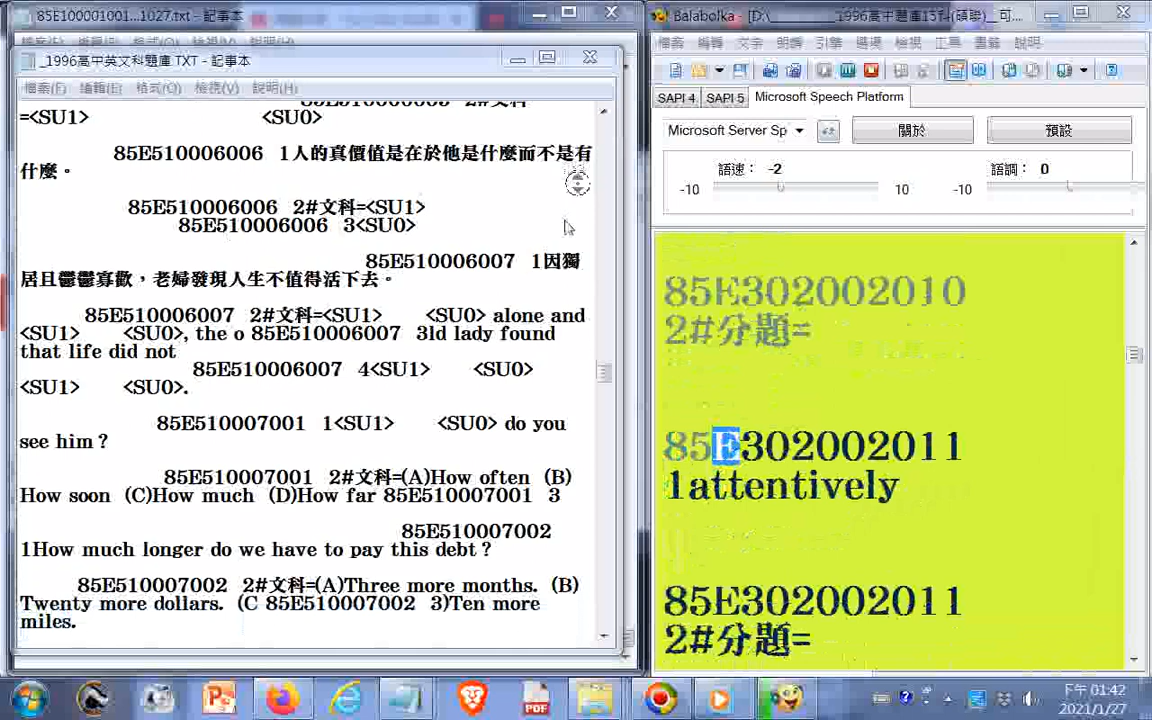 85E100001001...1027.txt - 記事本
_1996高中英文科題庫 TXT - 記事本
檔案(F) 編輯(E) 格式(O) 檢視(V) 說明(H)
=<SU1> <SU0>
85E510006006 1人的真價值是在於他是什麼而不是有
什麼。
85E510006006 2#文科=<SU1>
85E510006006 3<SU0>
85E510006007 1因獨
居且鬱鬱寡歡，老婦發現人生不值得活下去。
85E510006007 2#文科=<SU1> <SU0> alone and
<SU1> <SU0>, the o 85E510006007 3ld lady found
that life did not
85E510006007 4<SU1> <SU0>
<SU1> <SU0>.
85E510007001 1<SU1> <SU0> do you
see him？
85E510007001 2#文科=(A)How often (B)
How soon (C)How much (D)How far 85E510007001 3
85E510007002
1How much longer do we have to pay this debt？
85E510007002 2#文科=(A)Three more months. (B)
Twenty more dollars. (C 85E510007002 3)Ten more
miles.
Balabolka - [D:\ 1996高中題庫15科(碩聯)
檔案 編輯 文字 朗讀 引擎 選項 檢視 工具 書籤 說明
SAPI 4 SAPI 5 Microsoft Speech Platform
Microsoft Server Sp 關於 預設
語速： -2 語調： 0
-10 10 -10
85E302002010
2#分題=
85E302002011
1attentively
85E302002011
2#分題=
PDF
下午 01:42
2021/1/27